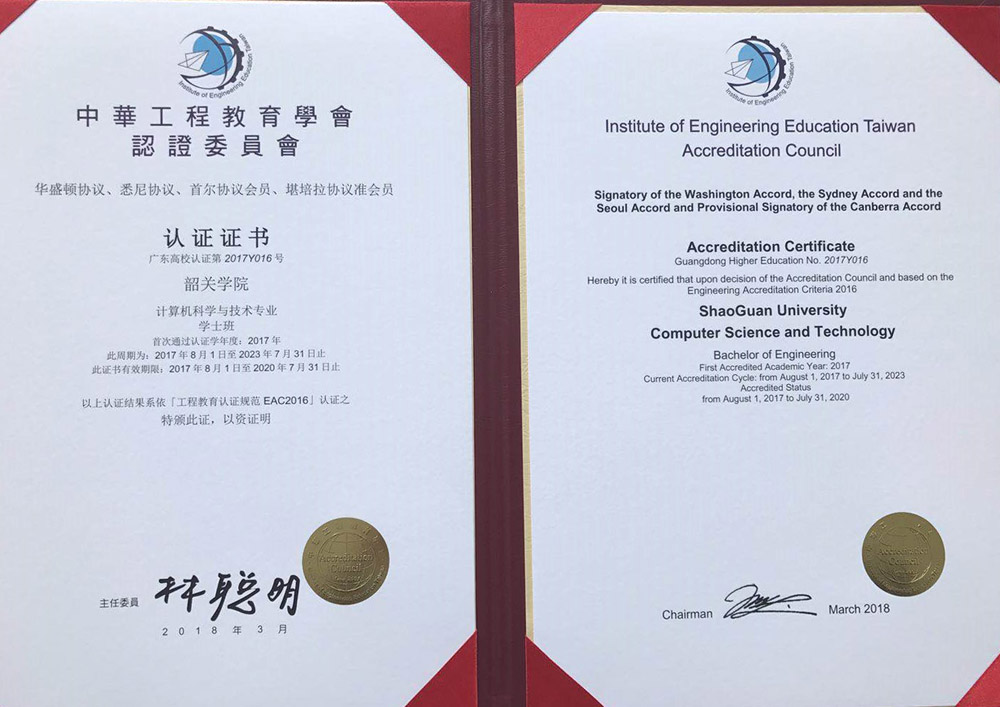 Institute of Engineering Education Taiwan
中華工程教育學會
認證委員會
华盛顿协议、悉尼协议、首尔协议会员、堪培拉协议准会员
认证证书
广东高校认证第 2017Y016 号
韶关学院
计算机科学与技术专业
学士班
首次通过认证学年度：2017 年
此周期为：2017 年 8 月 1 日至 2023 年 7 月 31 日止
此证书有效期限：2017 年 8 月 1 日至 2020 年 7 月 31 日止
以上认证结果系依「工程教育认证规范 EAC2016」认证之
特颁此证，以资证明
Accreditation
Council
主任委員
林聪明
2018 年 3 月
Institute of Engineering Education Taiwan
Institute of Engineering Education Taiwan
Accreditation Council
Signatory of the Washington Accord, the Sydney Accord and the
Seoul Accord and Provisional Signatory of the Canberra Accord
Accreditation Certificate
Guangdong Higher Education No. 2017Y016
Hereby it is certified that upon decision of the Accreditation Council and based on the
Engineering Accreditation Criteria 2016
ShaoGuan University
Computer Science and Technology
Bachelor of Engineering
First Accredited Academic Year: 2017
Current Accreditation Cycle: from August 1, 2017 to July 31, 2023
Accredited Status
from August 1, 2017 to July 31, 2020
Accreditation
Council
Chairman
March 2018